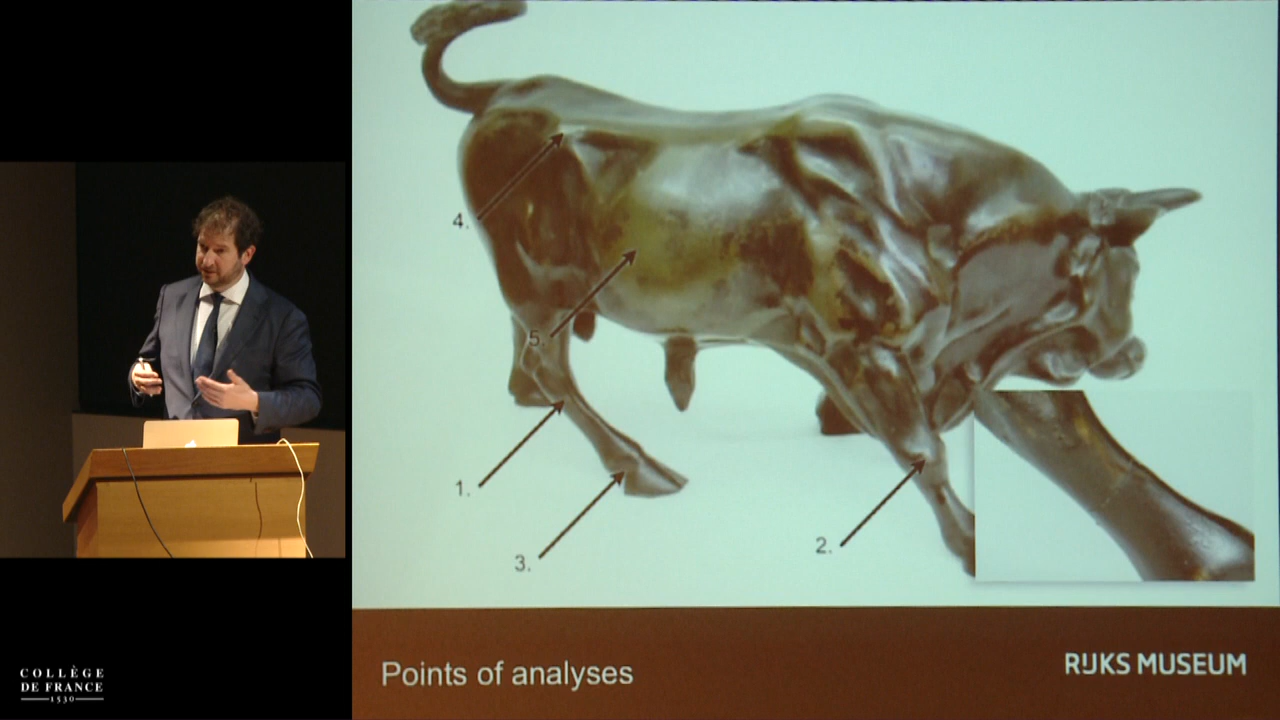 4.
5.
1.
3.
2.
Points of analyses
RIJKS MUSEUM
COLLÈGE
DE FRANCE
1530